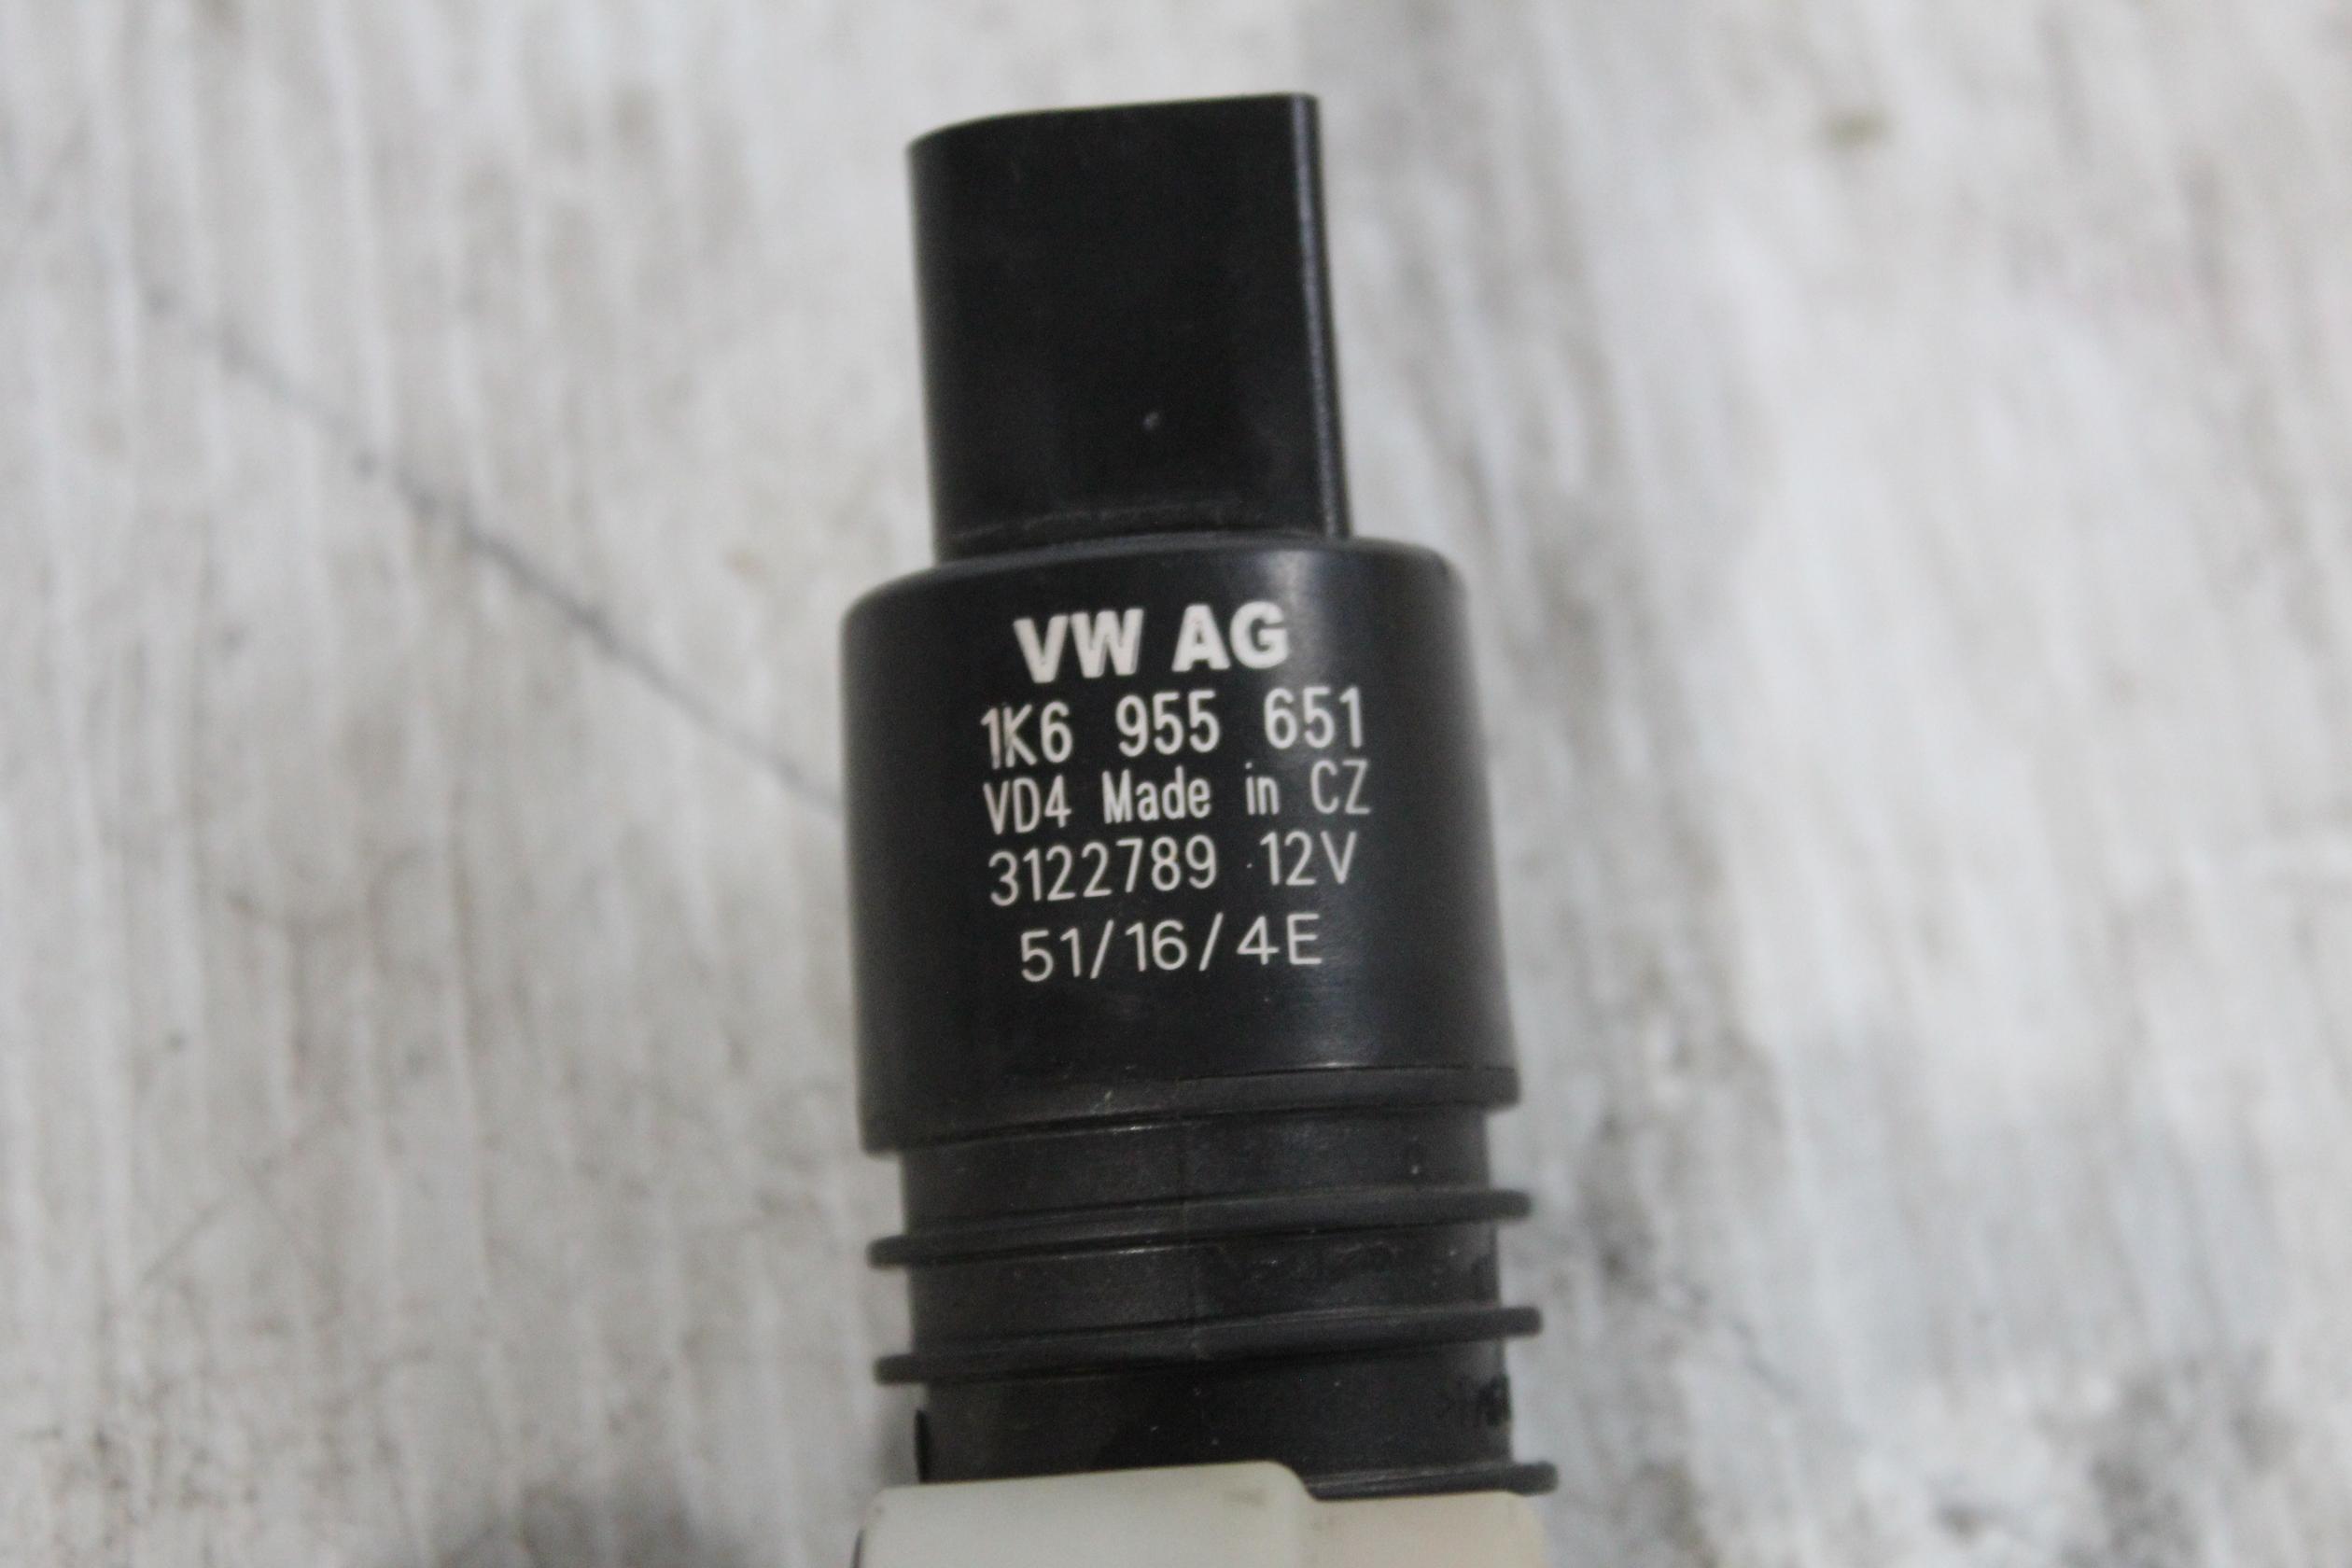 VW AG
1K6 955 651
VD4 Made in CZ
3122789 12V
51/16/4E